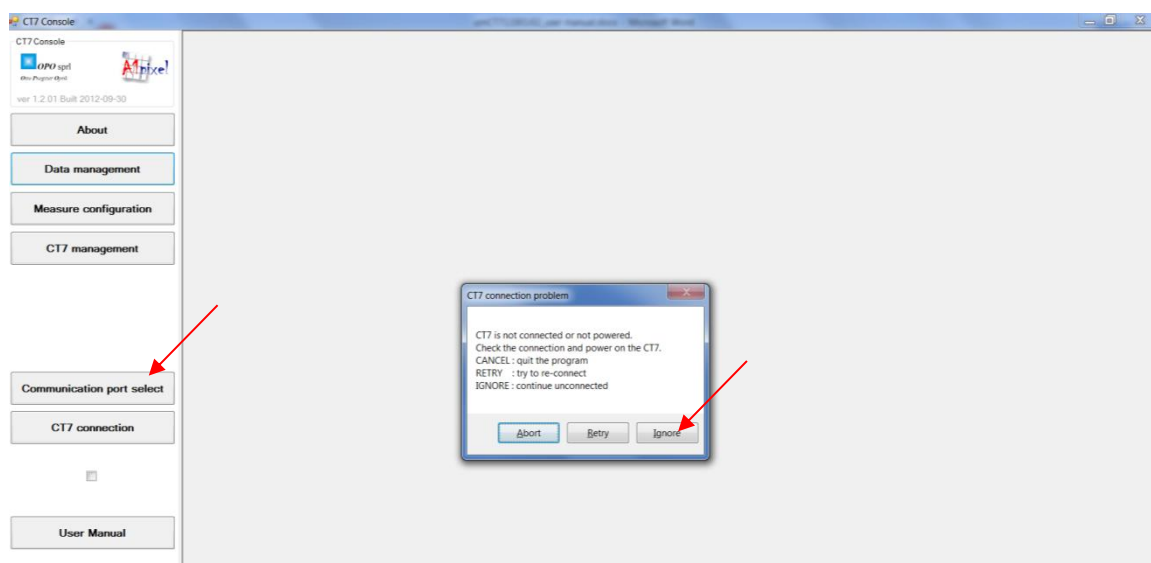 CT7 Console
CT7 Console
OPO sprl
A1pixel
ver 1.2.01 Built 2012-09-30
About
Data management
Measure configuration
CT7 management
CT7 connection problem
CT7 is not connected or not powered.
Check the connection and power on the CT7.
CANCEL : quit the program
RETRY : try to re-connect
IGNORE : continue unconnected
Abort Retry Ignore
Communication port select
CT7 connection
User Manual